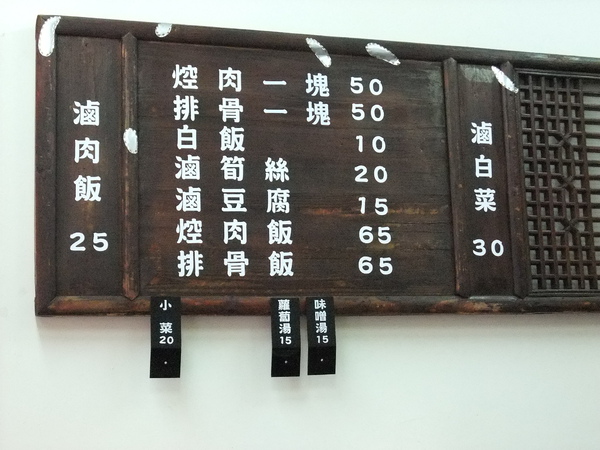 滷肉飯 25
焢肉一塊 50
排骨一塊 50
白飯 10
滷筍絲 20
滷豆腐 15
焢肉飯 65
排骨飯 65
滷白菜 30
小菜 20
蘿蔔湯 15
味噌湯 15